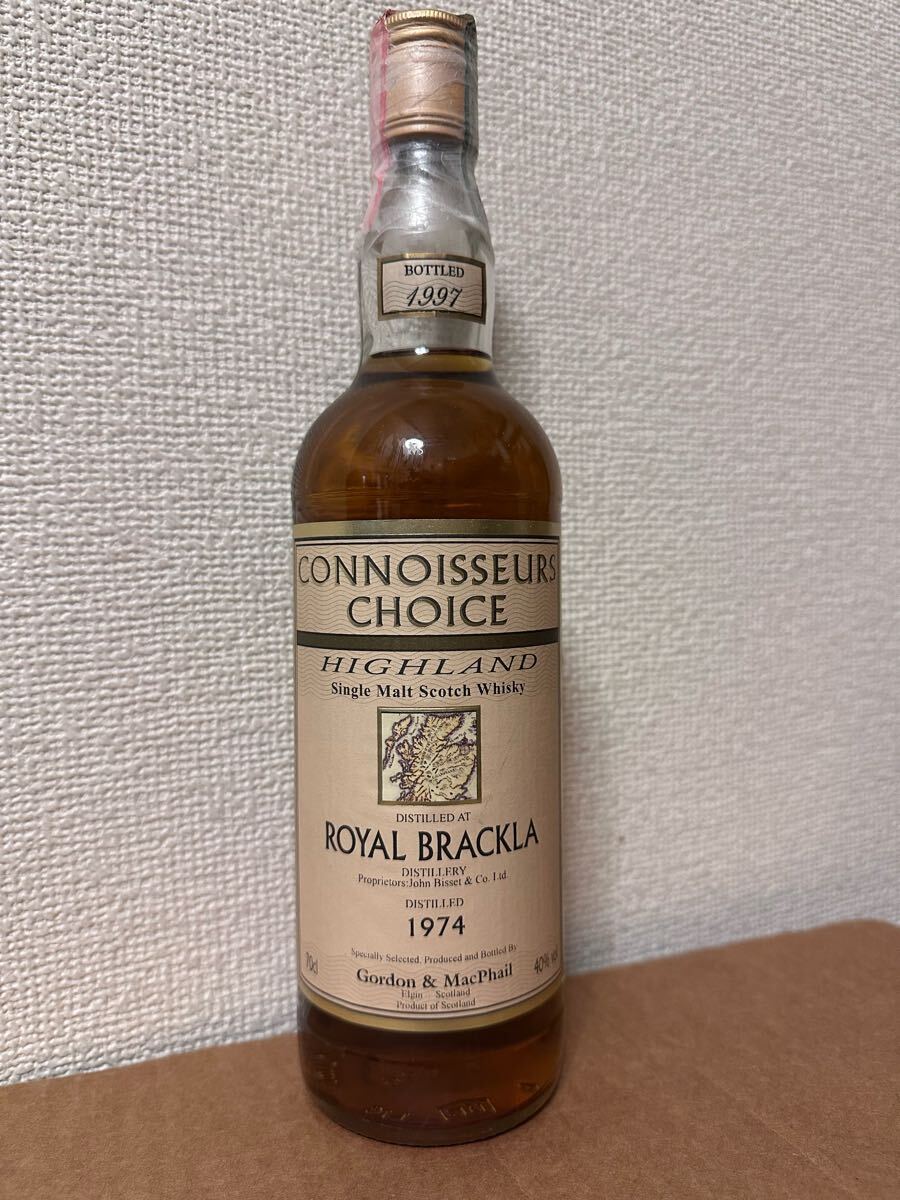 BOTTLED
1997
CONNOISSEURS
CHOICE
HIGHLAND
Single Malt Scotch Whisky
DISTILLED AT
ROYAL BRACKLA
DISTILLERY
Proprietors:John Bisset & Co. Ltd.
DISTILLED
1974
Specially Selected, Produced and Bottled By
70cl
Gordon & MacPhail
40% vol
Elgin Scotland
Product of Scotland